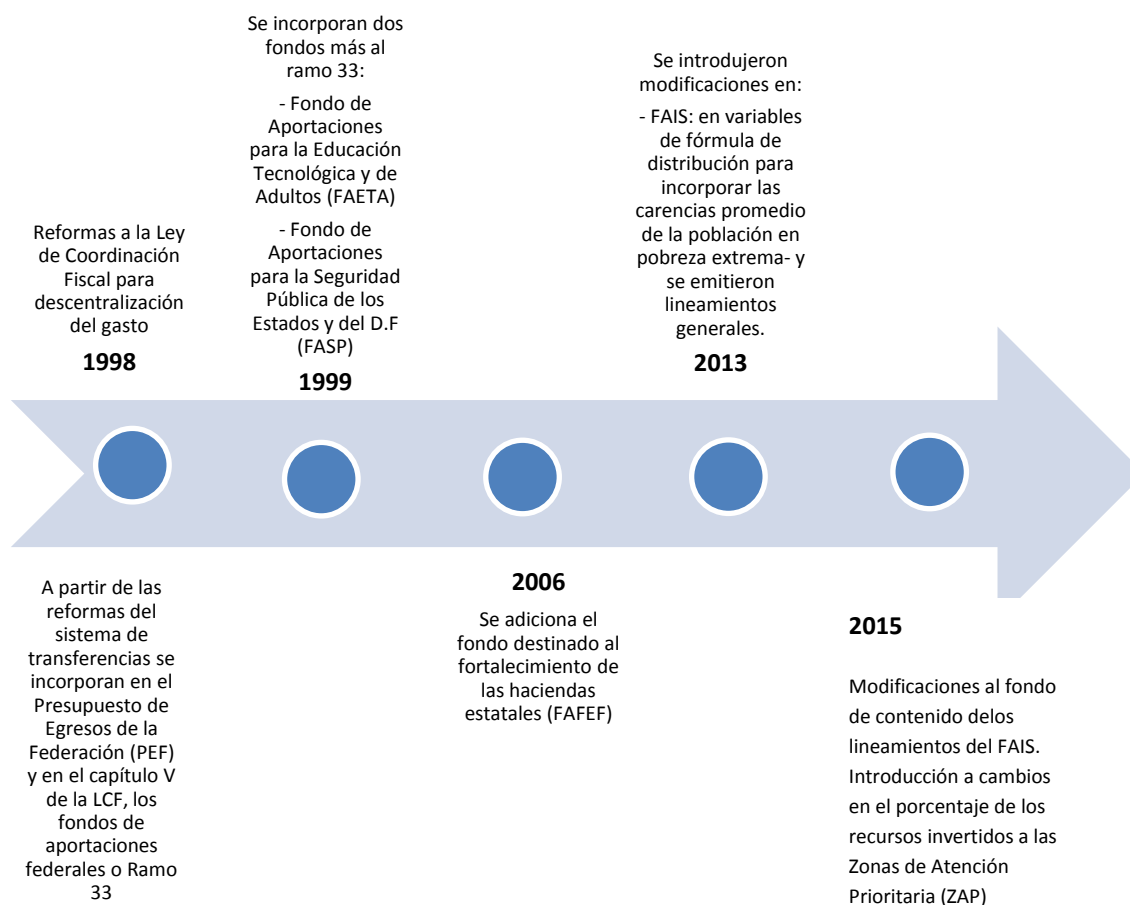 Reformas a la Ley
de Coordinación
Fiscal para
descentralización
del gasto
1998
A partir de las
reformas del
sistema de
transferencias se
incorporan en el
Presupuesto de
Egresos de la
Federación (PEF)
y en el capítulo V
de la LCF, los
fondos de
aportaciones
federales o Ramo
33
Se incorporan dos
fondos más al
ramo 33:
- Fondo de
Aportaciones
para la Educación
Tecnológica y de
Adultos (FAETA)
- Fondo de
Aportaciones
para la Seguridad
Pública de los
Estados y del D.F
(FASP)
1999
2006
Se adiciona el
fondo destinado al
fortalecimiento de
las haciendas
estatales (FAFEF)
Se introdujeron
modificaciones en:
- FAIS: en variables
de fórmula de
distribución para
incorporar las
carencias promedio
de la población en
pobreza extrema- y
se emitieron
lineamientos
generales.
2013
2015
Modificaciones al fondo
de contenido delos
lineamientos del FAIS.
Introducción a cambios
en el porcentaje de los
recursos invertidos a las
Zonas de Atención
Prioritaria (ZAP)